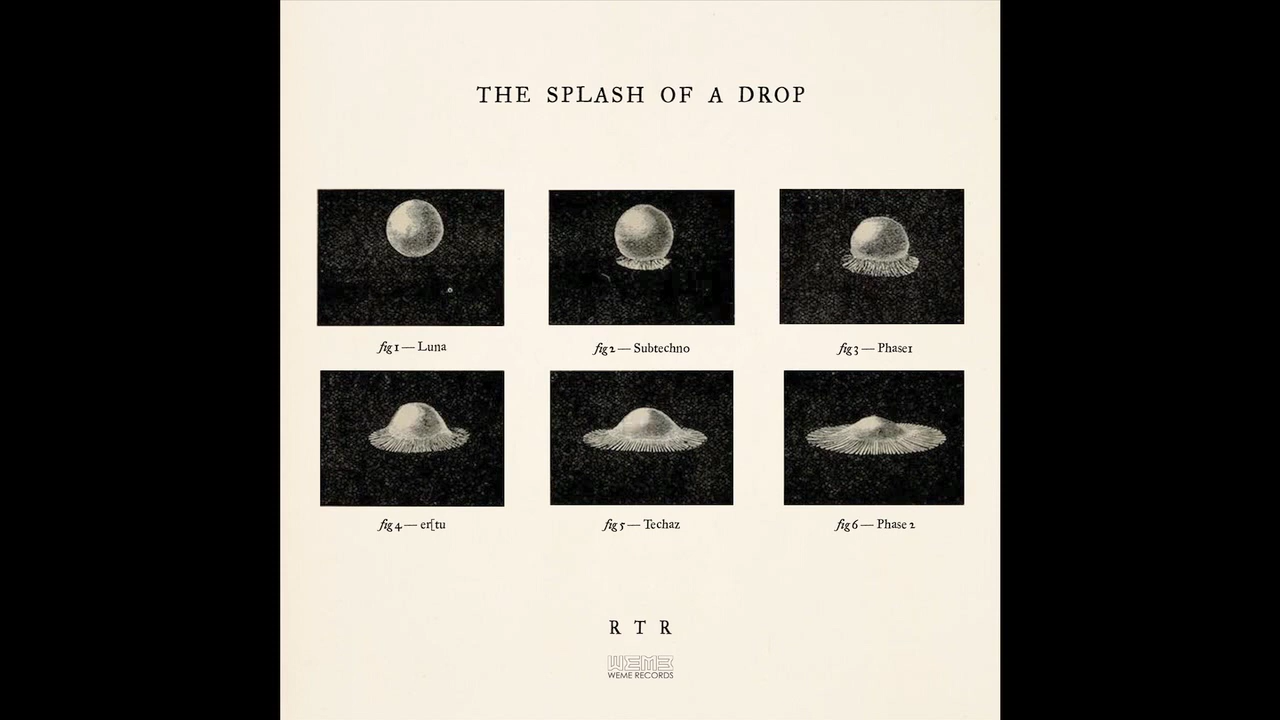 THE SPLASH OF A DROP
fig 1 — Luna
fig 2 — Subtechno
fig 3 — Phase1
fig 4 — er[tu
fig 5 — Techaz
fig 6 — Phase 2
R T R
WEME
WEME RECORDS